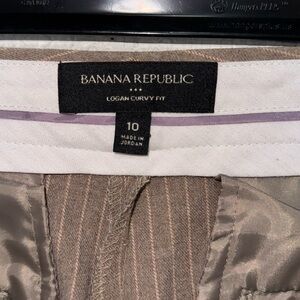 BANANA REPUBLIC
LOGAN CURVY FIT
10
MADE IN
JORDAN